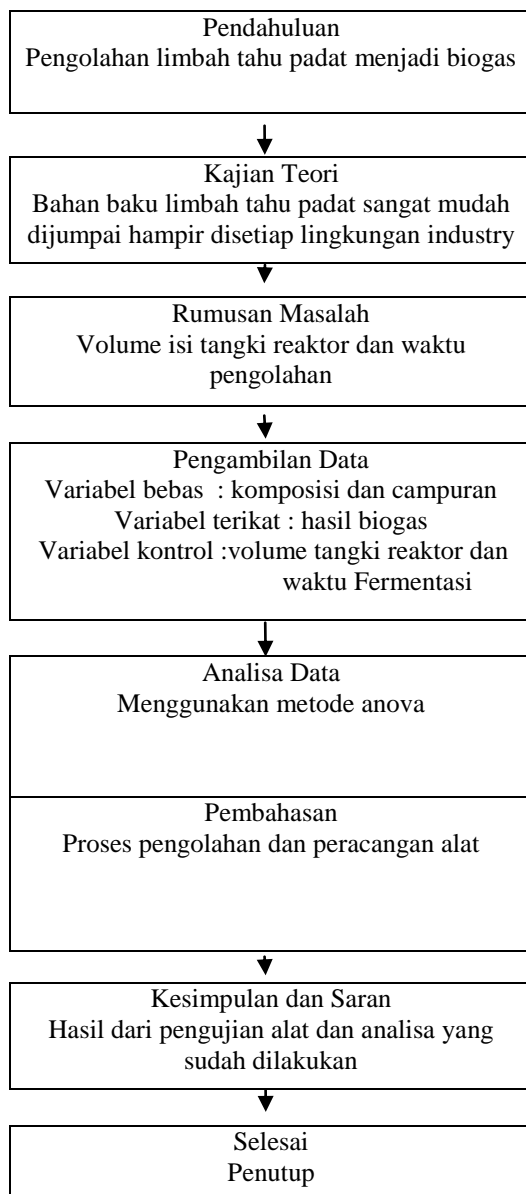 Pendahuluan
Pengolahan limbah tahu padat menjadi biogas
Kajian Teori
Bahan baku limbah tahu padat sangat mudah
dijumpai hampir disetiap lingkungan industry
Rumusan Masalah
Volume isi tangki reaktor dan waktu
pengolahan
Pengambilan Data
Variabel bebas : komposisi dan campuran
Variabel terikat : hasil biogas
Variabel kontrol :volume tangki reaktor dan
waktu Fermentasi
Analisa Data
Menggunakan metode anova
Pembahasan
Proses pengolahan dan peracangan alat
Kesimpulan dan Saran
Hasil dari pengujian alat dan analisa yang
sudah dilakukan
Selesai
Penutup